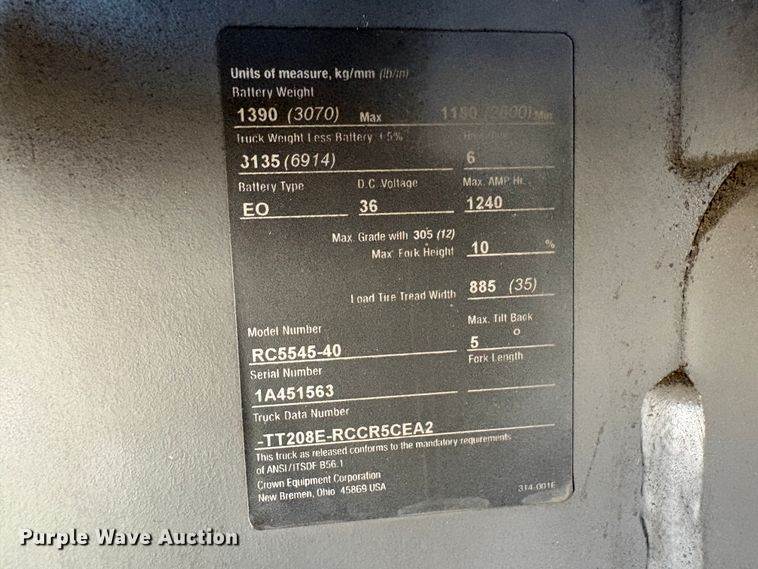 Units of measure, kg/mm (lb/in)
Battery Weight
1390 (3070) Max 1180 (2600) Min
Truck Weight Less Battery ±5%
3135 (6914) 6
Battery Type D.C. Voltage Max. AMP Hr.
EO 36 1240
Max. Grade with 305 (12)
Max Fork Height 10 %
Load Tire Tread Width 885 (35)
Model Number Max. Tilt Back
RC5545-40 5 °
Serial Number Fork Length
1A451563
Truck Data Number
-TT208E-RCCR5CEA2
This truck as released conforms to the mandatory requirements
of ANSI/ITSDF B56.1
Crown Equipment Corporation
New Bremen, Ohio 45869 USA
314-001E
Purple Wave Auction